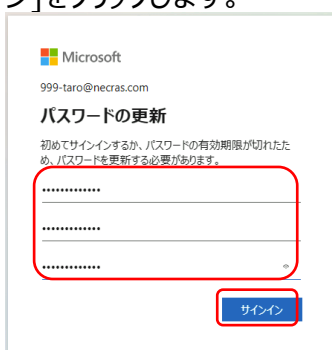 ン」をクリックします。
Microsoft
999-taro@necras.com
パスワードの更新
初めてサインインするか、パスワードの有効期限が切れたた
め、パスワードを更新する必要があります。
•••••••••••••
•••••••••••••
•••••••••••••
サインイン